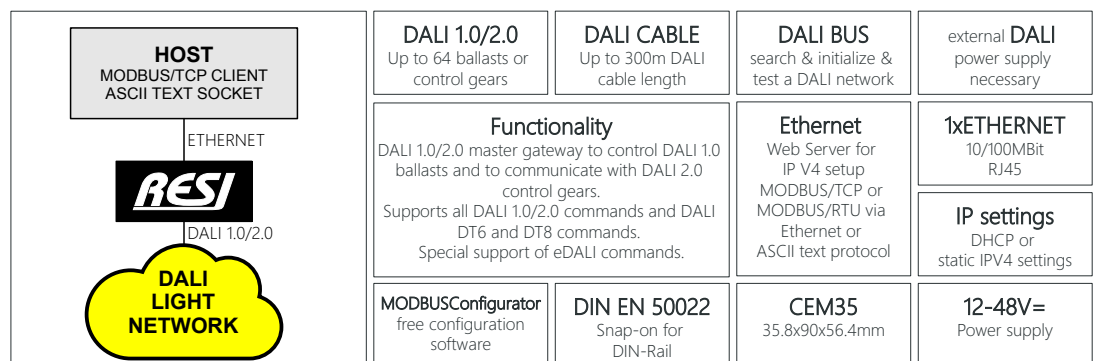 HOST
MODBUS/TCP CLIENT
ASCII TEXT SOCKET
ETHERNET
RESI
DALI 1.0/2.0
DALI
LIGHT
NETWORK
DALI 1.0/2.0
Up to 64 ballasts or
control gears
DALI CABLE
Up to 300m DALI
cable length
DALI BUS
search & initialize &
test a DALI network
external DALI
power supply
necessary
Functionality
DALI 1.0/2.0 master gateway to control DALI 1.0
ballasts and to communicate with DALI 2.0
control gears.
Supports all DALI 1.0/2.0 commands and DALI
DT6 and DT8 commands.
Special support of eDALI commands.
Ethernet
Web Server for
IP V4 setup
MODBUS/TCP or
MODBUS/RTU via
Ethernet or
ASCII text protocol
1xETHERNET
10/100MBit
RJ45
IP settings
DHCP or
static IPV4 settings
MODBUSConfigurator
free configuration
software
DIN EN 50022
Snap-on for
DIN-Rail
CEM35
35.8x90x56.4mm
12-48V=
Power supply